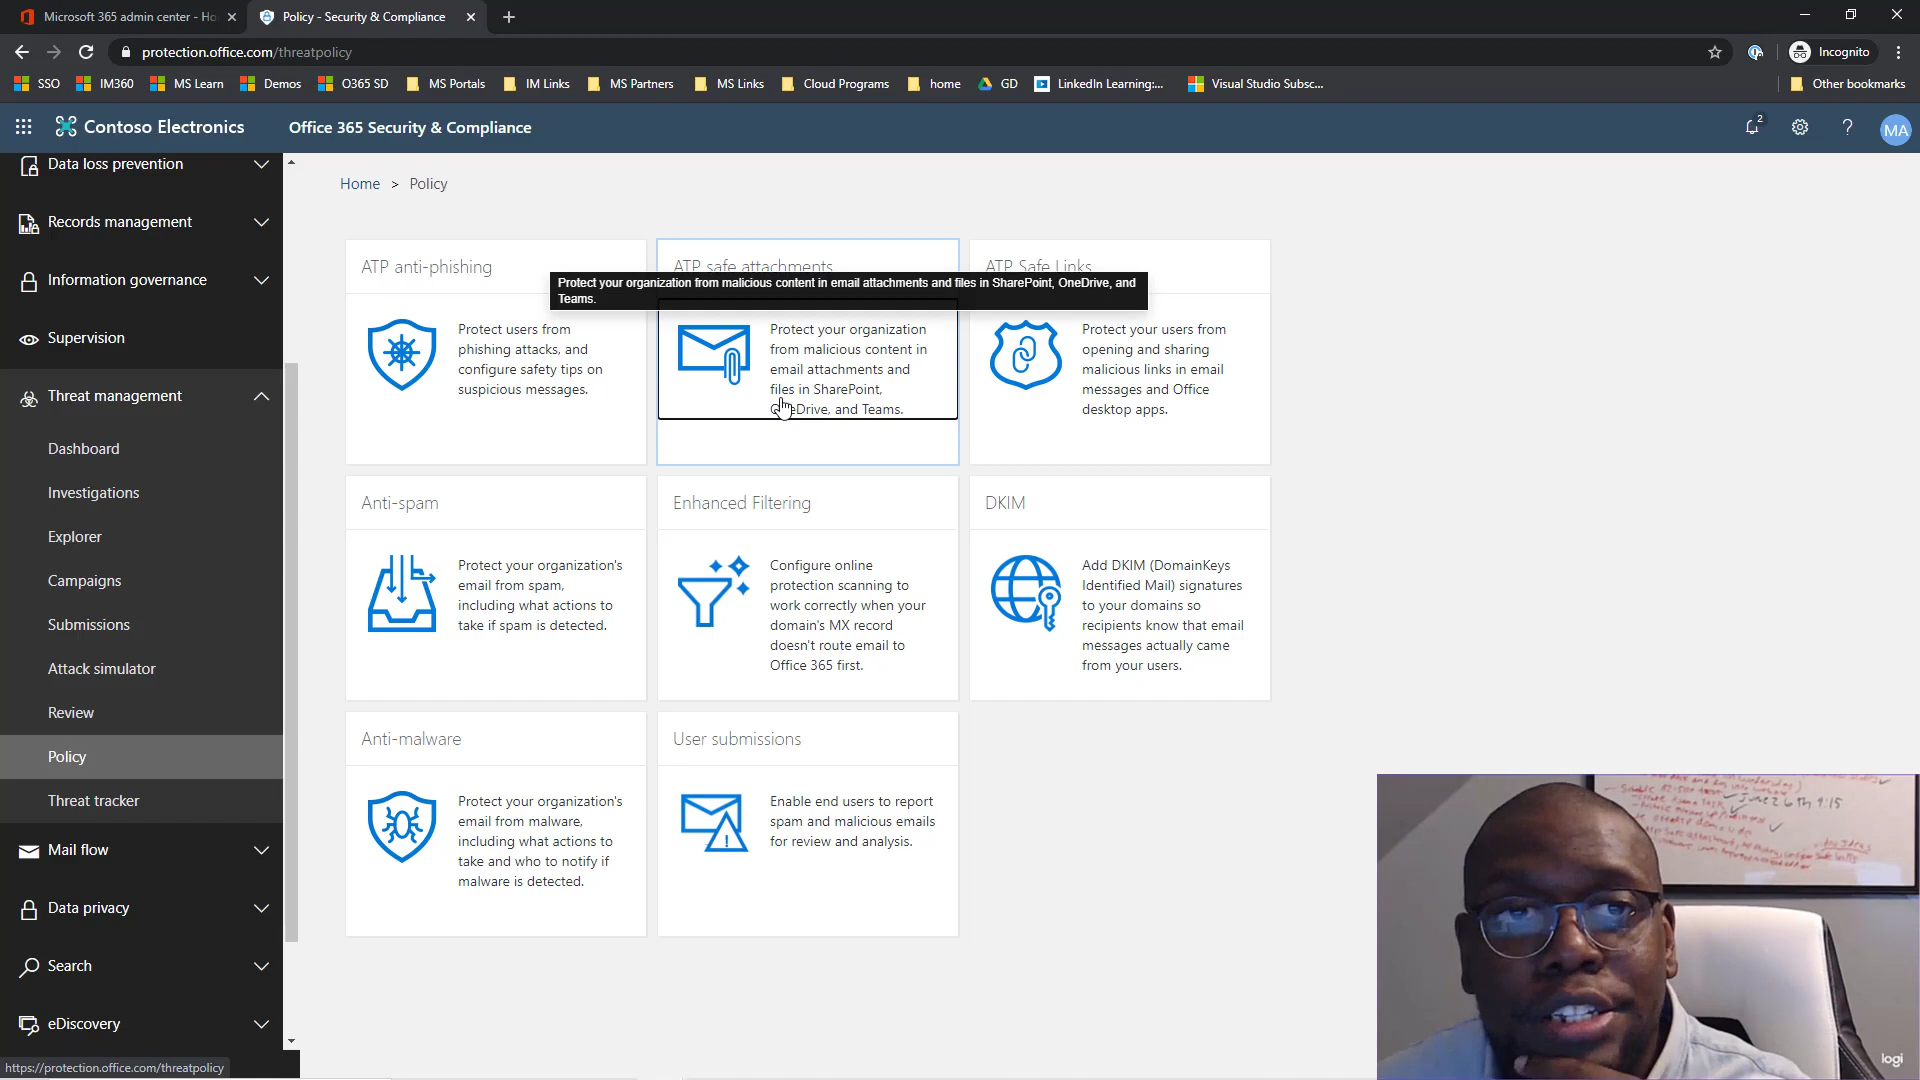 Microsoft 365 admin center - Ho
Policy - Security & Compliance
protection.office.com/threatpolicy
Incognito
SSO
IM360
MS Learn
Demos
O365 SD
MS Portals
IM Links
MS Partners
MS Links
Cloud Programs
home
GD
LinkedIn Learning:...
Visual Studio Subsc...
Other bookmarks
Contoso Electronics
Office 365 Security & Compliance
2
?
MA
Data loss prevention
Records management
Information governance
Supervision
Threat management
Dashboard
Investigations
Explorer
Campaigns
Submissions
Attack simulator
Review
Policy
Threat tracker
Mail flow
Data privacy
Search
eDiscovery
https://protection.office.com/threatpolicy
Home > Policy
ATP anti-phishing
Protect users from
phishing attacks, and
configure safety tips on
suspicious messages.
ATP safe attachments
Protect your organization from malicious content in email attachments and files in SharePoint, OneDrive, and
Teams.
Protect your organization
from malicious content in
email attachments and
files in SharePoint,
OneDrive, and Teams.
ATP Safe Links
Protect your users from
opening and sharing
malicious links in email
messages and Office
desktop apps.
Anti-spam
Protect your organization's
email from spam,
including what actions to
take if spam is detected.
Enhanced Filtering
Configure online
protection scanning to
work correctly when your
domain's MX record
doesn't route email to
Office 365 first.
DKIM
Add DKIM (DomainKeys
Identified Mail) signatures
to your domains so
recipients know that email
messages actually came
from your users.
Anti-malware
Protect your organization's
email from malware,
including what actions to
take and who to notify if
malware is detected.
User submissions
Enable end users to report
spam and malicious emails
for review and analysis.
June 26th 9:15
logi